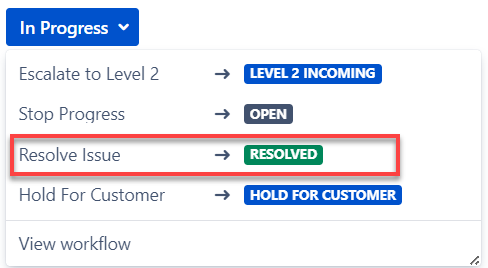 In Progress
Escalate to Level 2 → LEVEL 2 INCOMING
Stop Progress → OPEN
Resolve Issue → RESOLVED
Hold For Customer → HOLD FOR CUSTOMER
View workflow